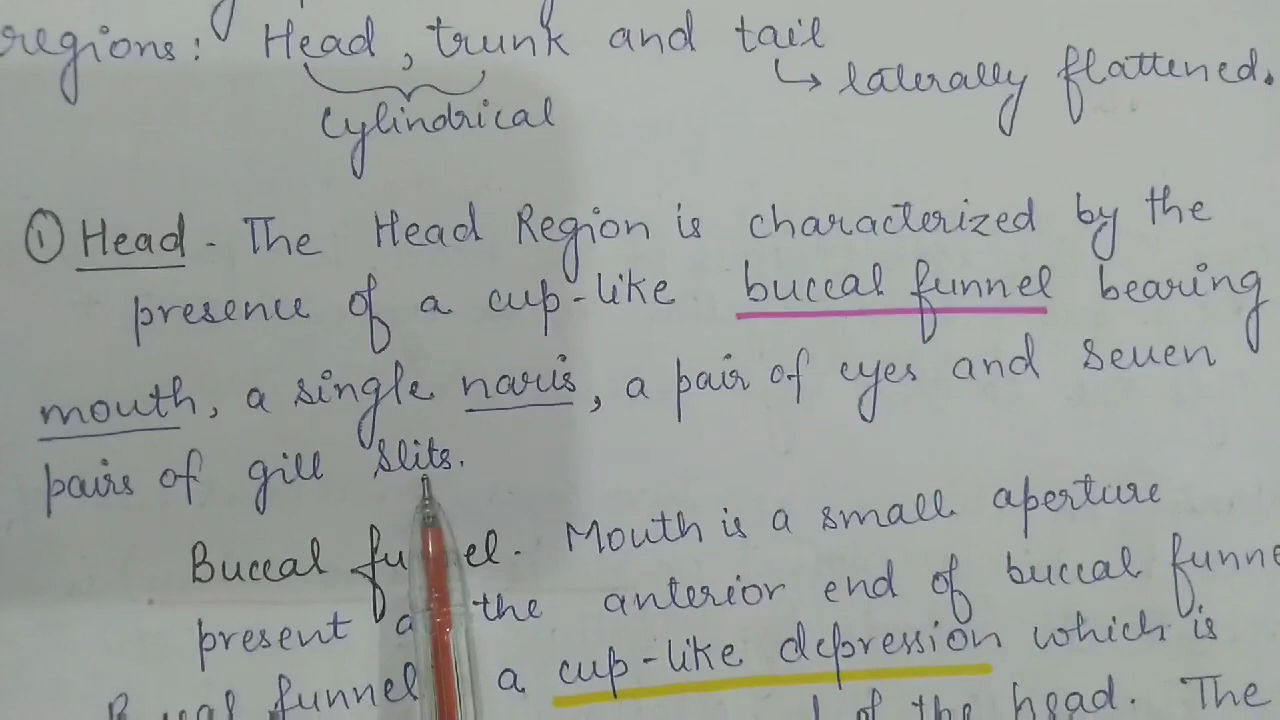 regions: Head, trunk and tail
↳ laterally flattened.
Cylindrical
① Head - The Head Region is characterized by the
presence of a cup-like buccal funnel bearing
mouth, a single naris, a pair of eyes and seven
pairs of gill slits.
Buccal funnel. Mouth is a small aperture
present the anterior end of buccal
funnel a cup-like depression which is
of the head. The